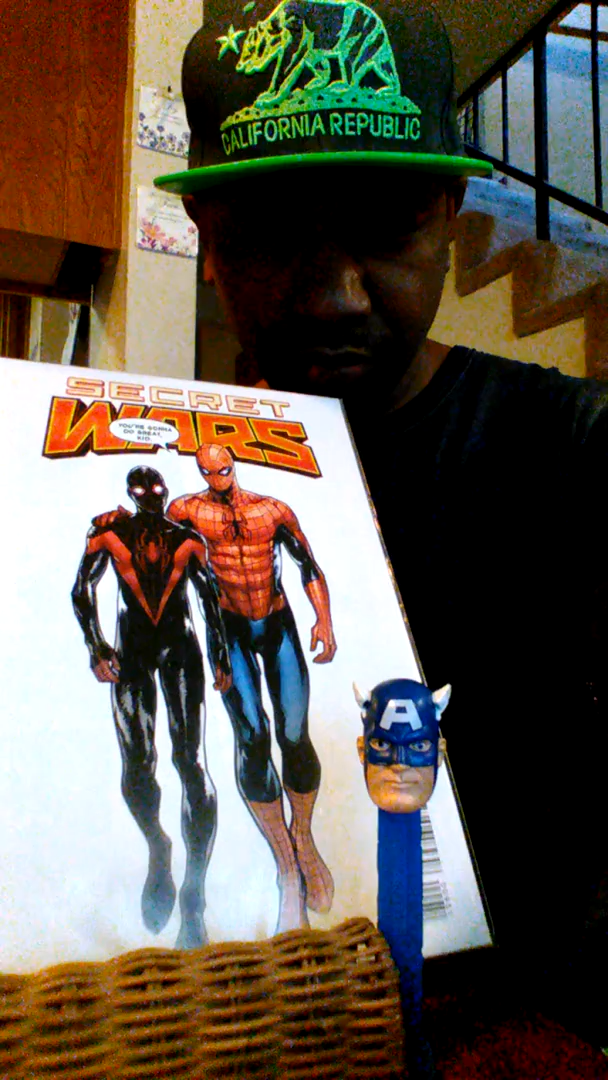 CALIFORNIA REPUBLIC
SECRET
WARS
YOU'RE GONNA
DO GREAT,
KID.
A